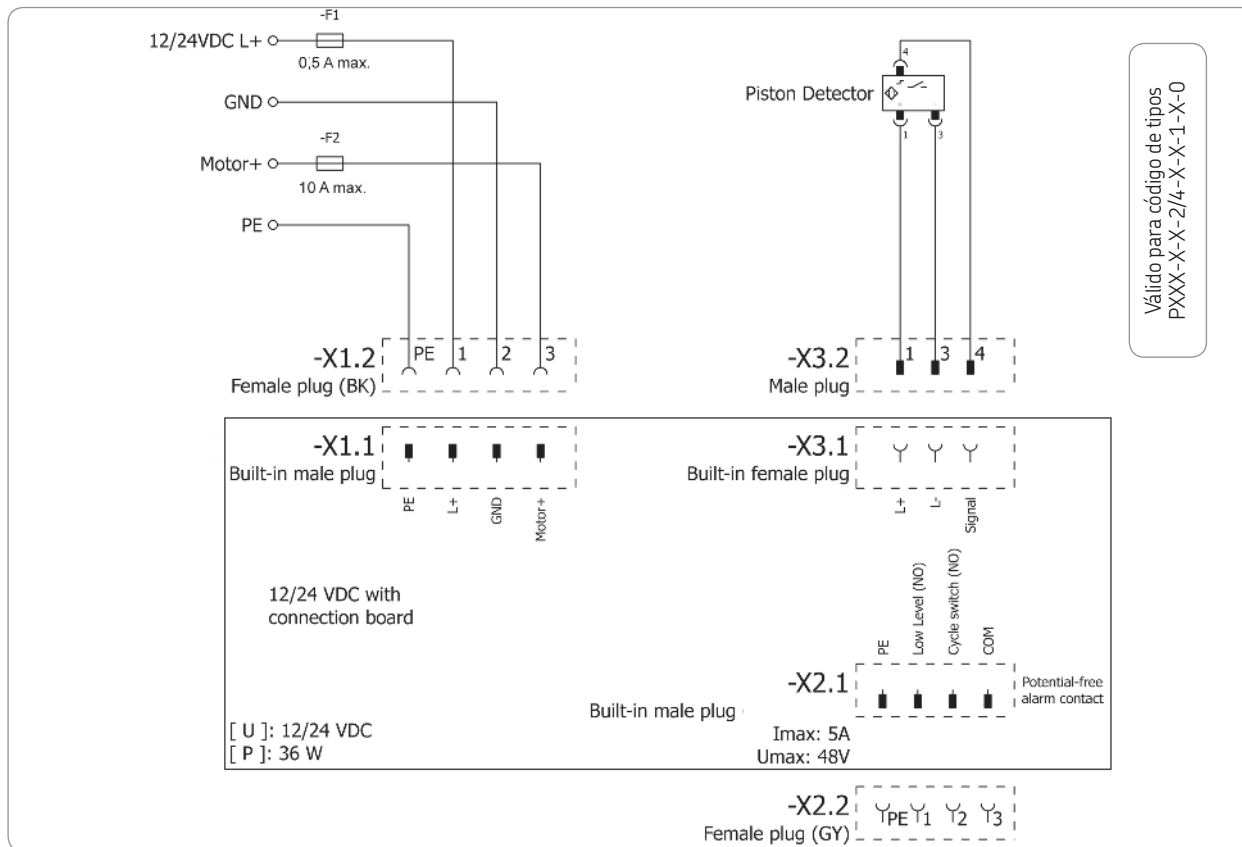 -F1
12/24VDC L+
0,5 A max.
GND
-F2
Motor+
10 A max.
PE
4
Piston Detector
1 3
Válido para código de tipos
PXXX-X-X-2/4-X-X-1-X-0
-X1.2 PE 1 2 3
Female plug (BK)
-X3.2 1 3 4
Male plug
-X1.1
Built-in male plug
PE L+ GND Motor+
-X3.1
Built-in female plug
L+ L- Signal
12/24 VDC with
connection board
PE Low Level (NO) Cycle switch (NO) COM
-X2.1
Built-in male plug
Potential-free
alarm contact
[ U ]: 12/24 VDC
[ P ]: 36 W
Imax: 5A
Umax: 48V
-X2.2 PE 1 2 3
Female plug (GY)